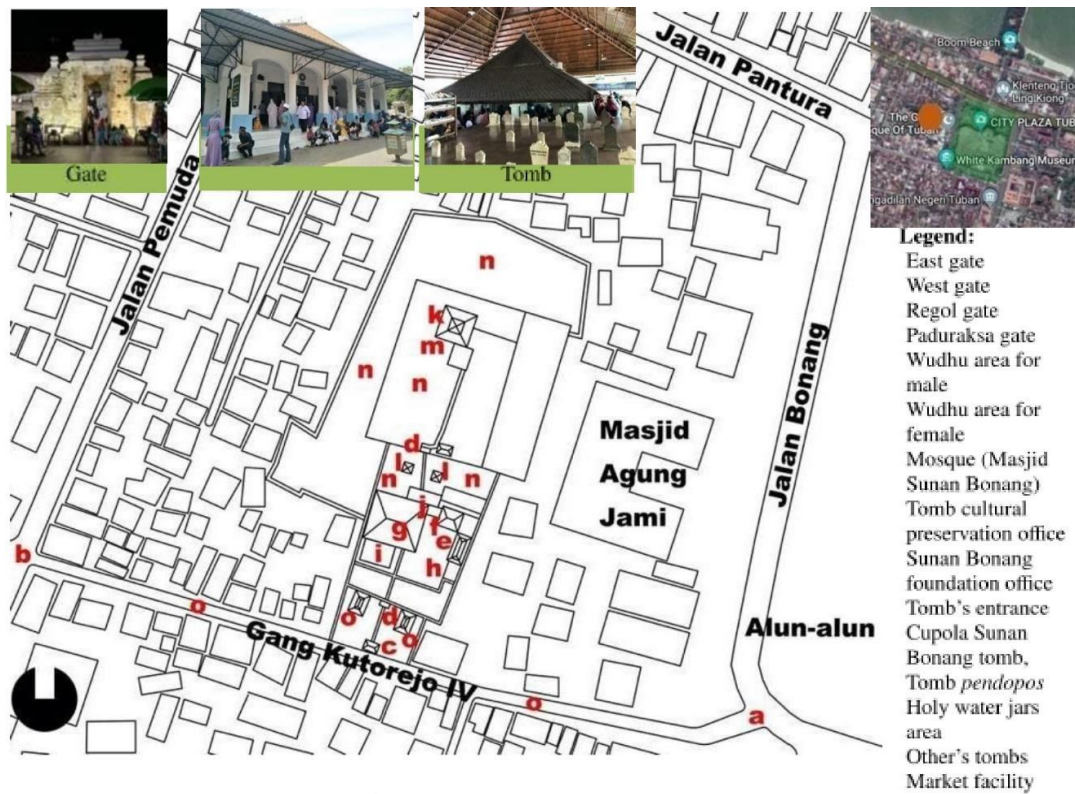 Gate
Tomb
Boom Beach
Klenteng Tjo
Ling Kiong
The G
que Of Tuban
CITY PLAZA TUB
White Kambang Museum
ngadilan Negeri Tuban
Jalan Pantura
Jalan Pemuda
Jalan Bonang
n
k
m
n
n
d
l
l
n
n
j
g
f
e
i
h
Masjid
Agung
Jami
b
o
o
d
o
c
Gang Kutorejo IV
o
a
Alun-alun
Legend:
East gate
West gate
Regol gate
Paduraksa gate
Wudhu area for
male
Wudhu area for
female
Mosque (Masjid
Sunan Bonang)
Tomb cultural
preservation office
Sunan Bonang
foundation office
Tomb's entrance
Cupola Sunan
Bonang tomb,
Tomb pendopos
Holy water jars
area
Other's tombs
Market facility